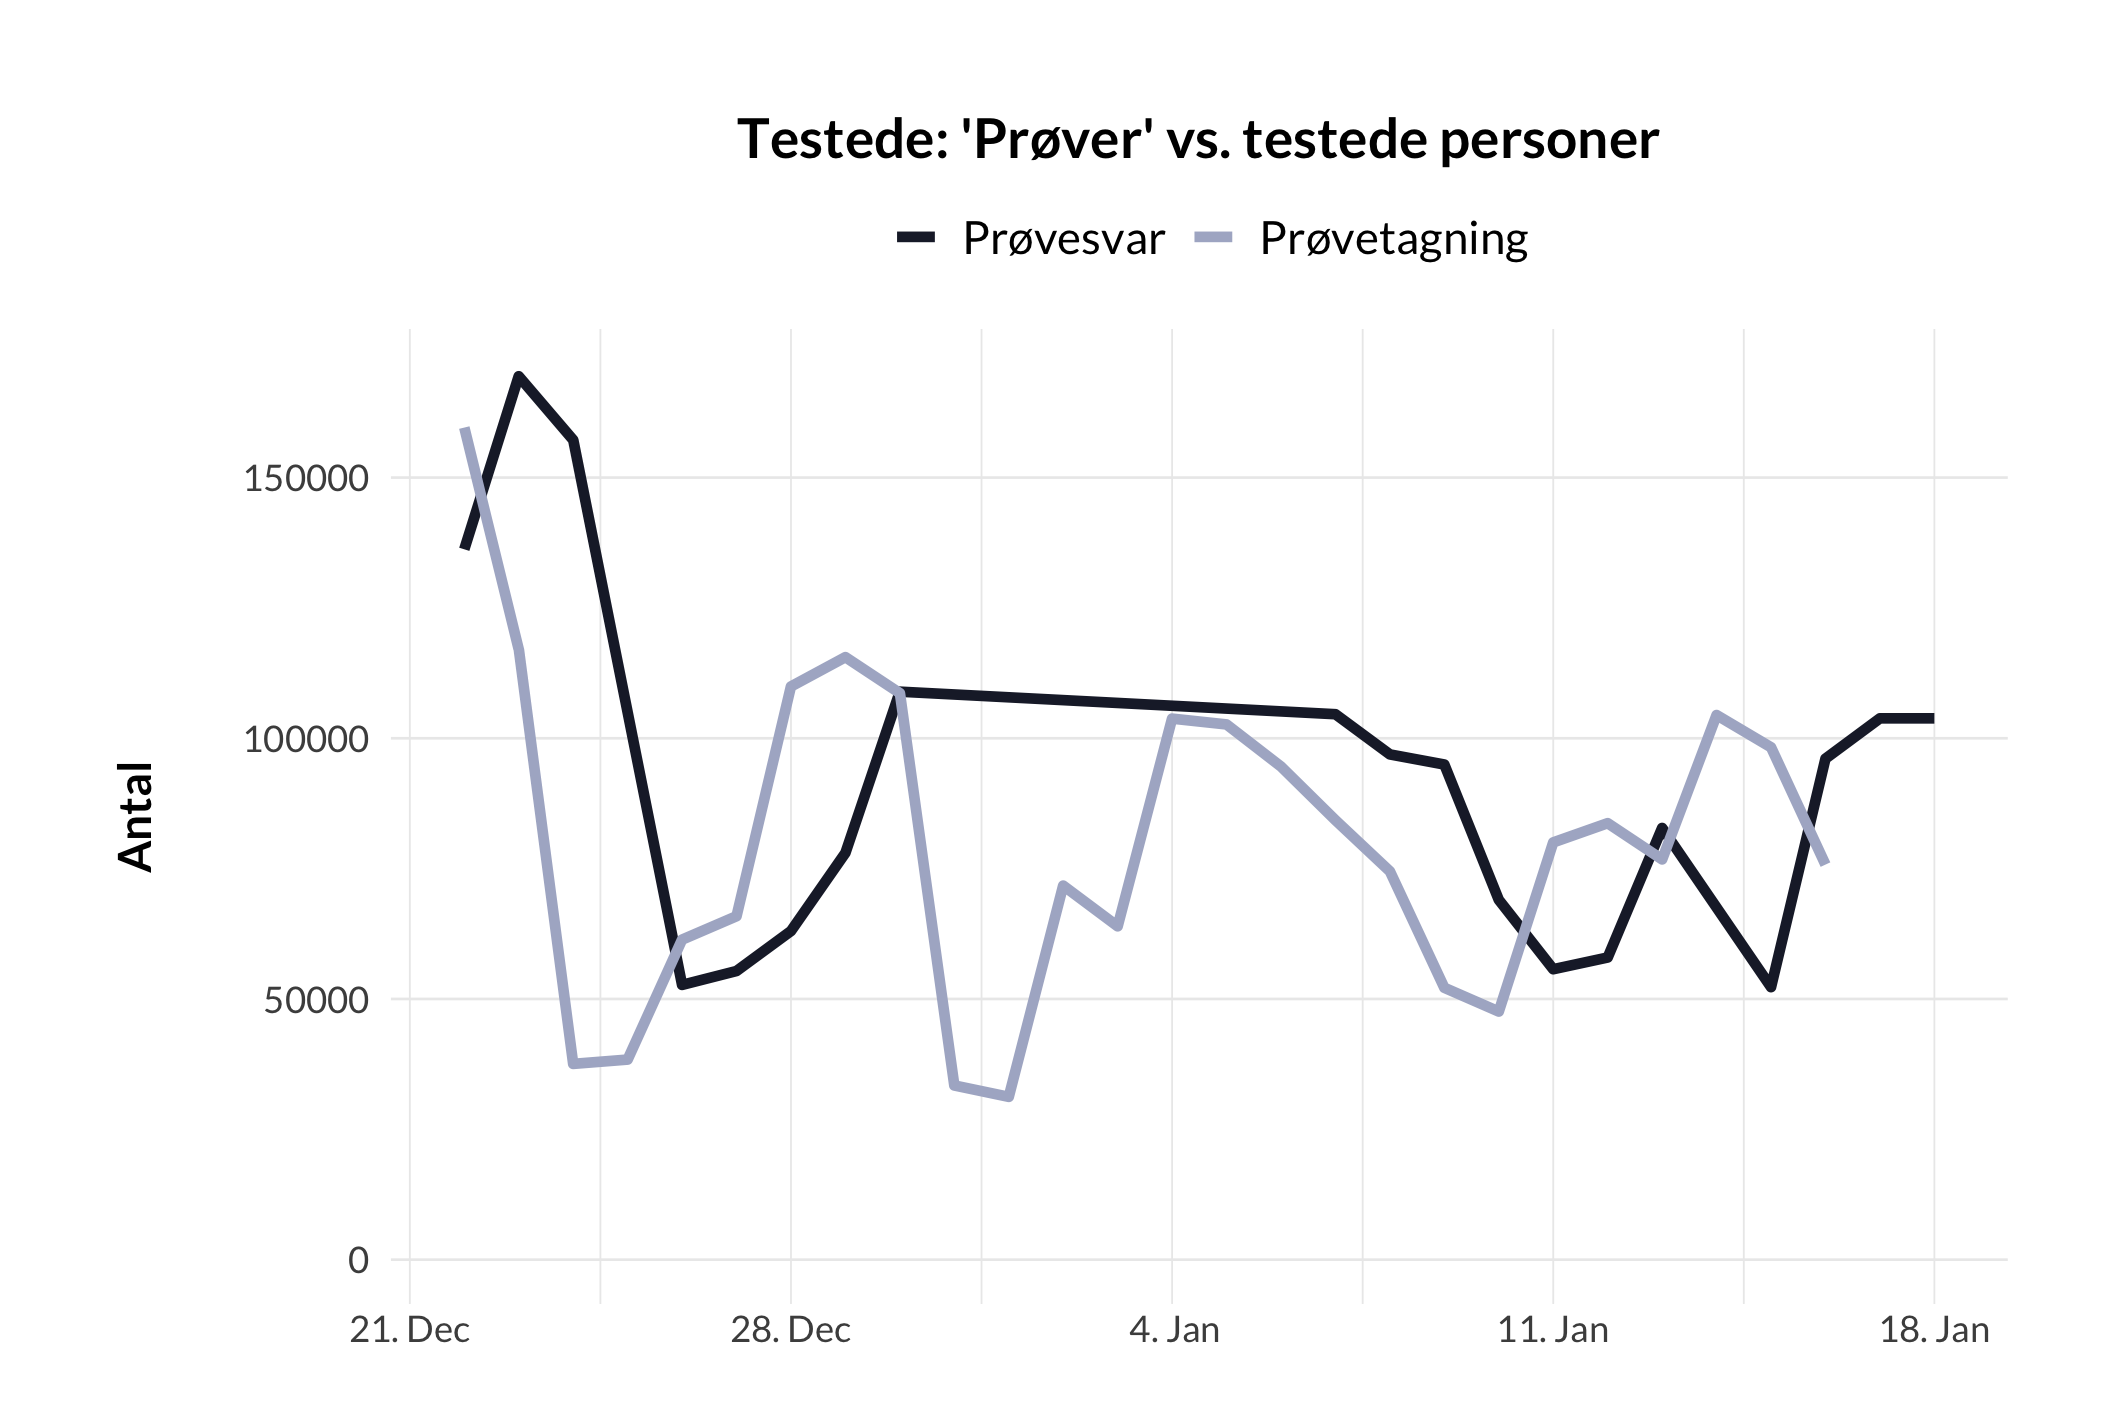 Testede: 'Prøver' vs. testede personer
Prøvesvar Prøvetagning
Antal
150000
100000
50000
0
21. Dec 28. Dec 4. Jan 11. Jan 18. Jan